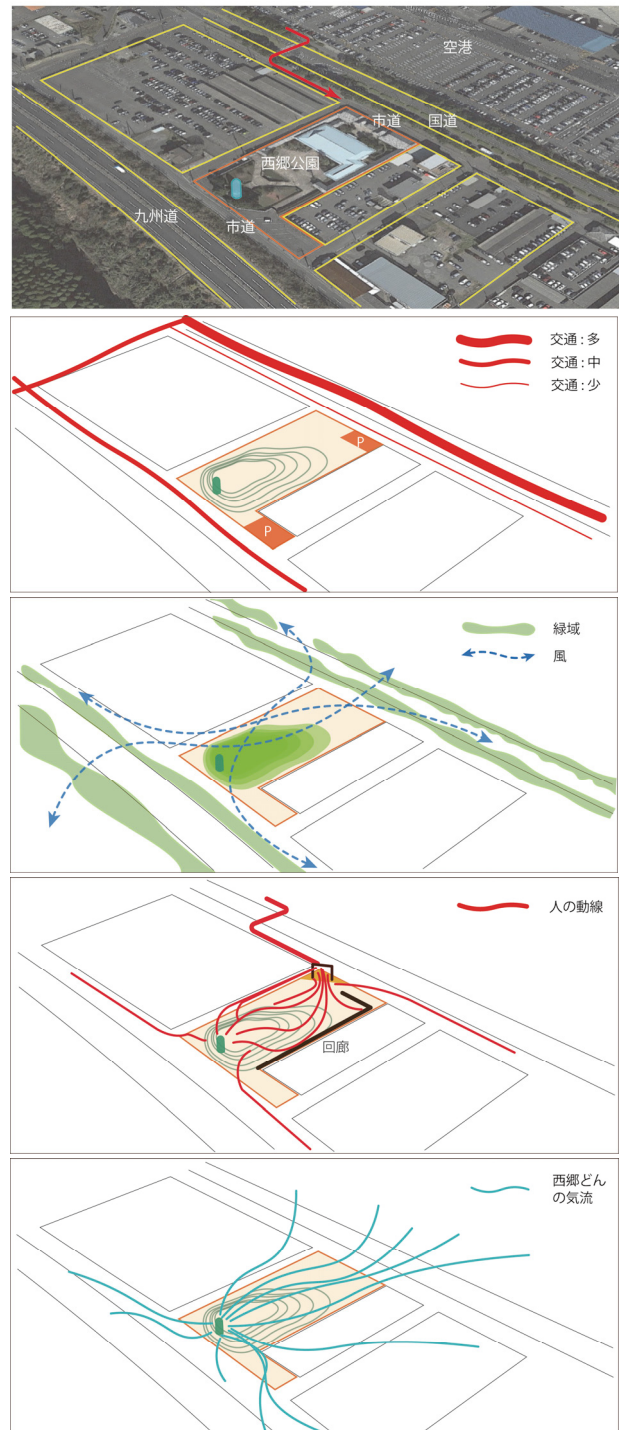 空港
市道
国道
西郷公園
九州道
市道
交通：多
交通：中
交通：少
P
P
緑域
風
人の動線
回廊
西郷どん
の気流